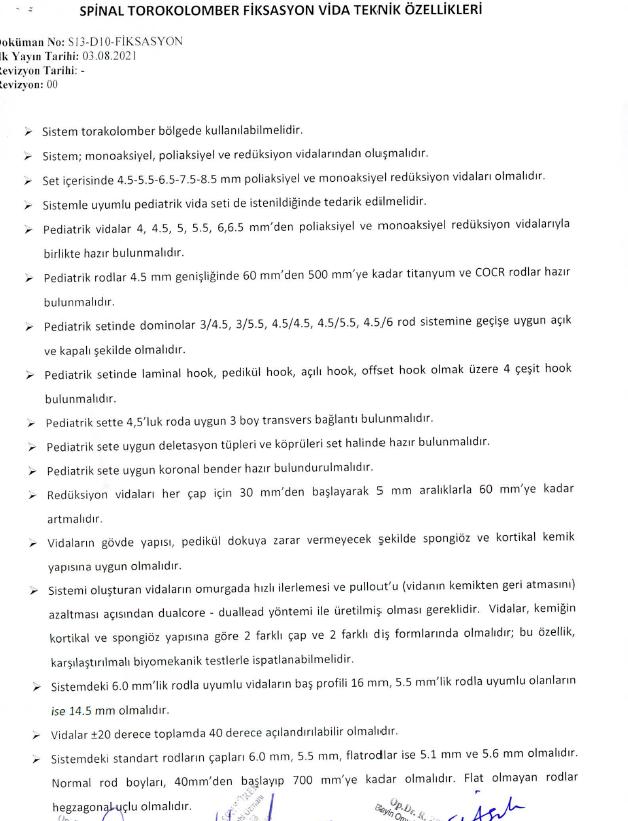 SPİNAL TOROKOLOMBER FİKSASYON VİDA TEKNİK ÖZELLİKLERİ
Doküman No: S13-D10-FİKSASYON
lk Yayın Tarihi: 03.08.2021
Revizyon Tarihi: -
Revizyon: 00
➢ Sistem torakolomber bölgede kullanılabilmelidir.
➢ Sistem; monoaksiyel, poliaksiyel ve redüksiyon vidalarından oluşmalıdır.
➢ Set içerisinde 4.5-5.5-6.5-7.5-8.5 mm poliaksiyel ve monoaksiyel redüksiyon vidaları olmalıdır.
➢ Sistemle uyumlu pediatrik vida seti de istenildiğinde tedarik edilmelidir.
➢ Pediatrik vidalar 4, 4.5, 5, 5.5, 6,6.5 mm'den poliaksiyel ve monoaksiyel redüksiyon vidalarıyla
birlikte hazır bulunmalıdır.
➢ Pediatrik rodlar 4.5 mm genişliğinde 60 mm'den 500 mm'ye kadar titanyum ve COCR rodlar hazır
bulunmalıdır.
➢ Pediatrik setinde dominolar 3/4.5, 3/5.5, 4.5/4.5, 4.5/5.5, 4.5/6 rod sistemine geçişe uygun açık
ve kapalı şekilde olmalıdır.
➢ Pediatrik setinde laminal hook, pedikül hook, açılı hook, offset hook olmak üzere 4 çeşit hook
bulunmalıdır.
➢ Pediatrik sette 4,5'luk roda uygun 3 boy transvers bağlantı bulunmalıdır.
➢ Pediatrik sete uygun deletasyon tüpleri ve köprüleri set halinde hazır bulunmalıdır.
➢ Pediatrik sete uygun koronal bender hazır bulundurulmalıdır.
➢ Redüksiyon vidaları her çap için 30 mm'den başlayarak 5 mm aralıklarla 60 mm'ye kadar
artmalıdır.
➢ Vidaların gövde yapısı, pedikül dokuya zarar vermeyecek şekilde spongiöz ve kortikal kemik
yapısına uygun olmalıdır.
➢ Sistemi oluşturan vidaların omurgada hızlı ilerlemesi ve pullout'u (vidanın kemikten geri atmasını)
azaltması açısından dualcore - duallead yöntemi ile üretilmiş olması gereklidir. Vidalar, kemiğin
kortikal ve spongiöz yapısına göre 2 farklı çap ve 2 farklı diş formlarında olmalıdır; bu özellik,
karşılaştırılmalı biyomekanik testlerle ispatlanabilmelidir.
➢ Sistemdeki 6.0 mm'lik rodla uyumlu vidaların baş profili 16 mm, 5.5 mm'lik rodla uyumlu olanların
ise 14.5 mm olmalıdır.
➢ Vidalar ±20 derece toplamda 40 derece açılandırılabilir olmalıdır.
➢ Sistemdeki standart rodların çapları 6.0 mm, 5.5 mm, flatrodlar ise 5.1 mm ve 5.6 mm olmalıdır.
Normal rod boyları, 40mm'den başlayıp 700 mm'ye kadar olmalıdır. Flat olmayan rodlar
hegzagonal uçlu olmalıdır.
Op.Dr. R.
Beyin